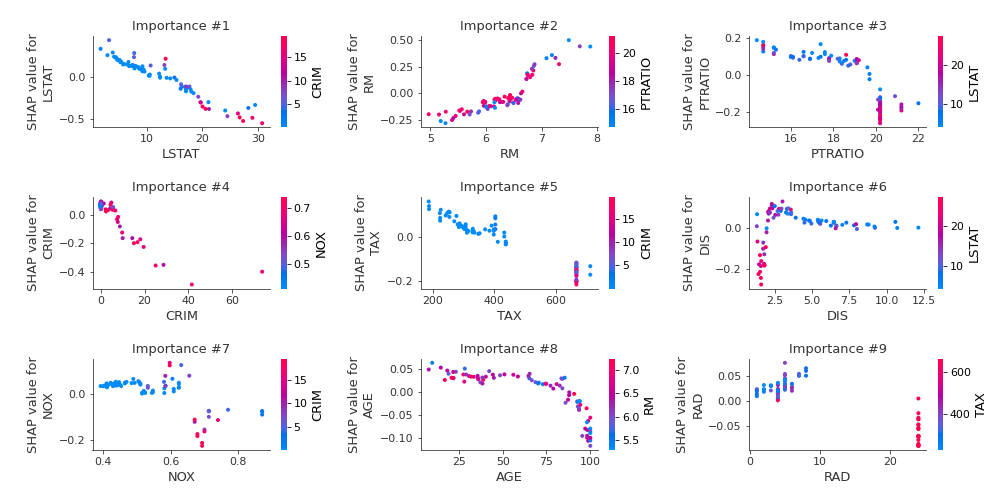 Importance #1
SHAP value for
LSTAT
0.0
−0.5
10
20
30
LSTAT
15
10
5
CRIM
Importance #2
SHAP value for
RM
0.50
0.25
0.00
−0.25
5
6
7
8
RM
20
18
16
PTRATIO
Importance #3
SHAP value for
PTRATIO
0.2
0.0
−0.2
16
18
20
22
PTRATIO
20
10
LSTAT
Importance #4
SHAP value for
CRIM
0.0
−0.2
−0.4
0
20
40
60
CRIM
0.7
0.6
0.5
NOX
Importance #5
SHAP value for
TAX
0.0
−0.2
200
400
600
TAX
15
10
5
CRIM
Importance #6
SHAP value for
DIS
0.0
−0.2
2.5
5.0
7.5
10.0
12.5
DIS
20
10
LSTAT
Importance #7
SHAP value for
NOX
0.0
−0.2
0.4
0.6
0.8
NOX
15
10
5
CRIM
Importance #8
SHAP value for
AGE
0.05
0.00
−0.05
−0.10
25
50
75
100
AGE
7.0
6.5
6.0
5.5
RM
Importance #9
SHAP value for
RAD
0.05
0.00
−0.05
0
10
20
RAD
600
400
TAX